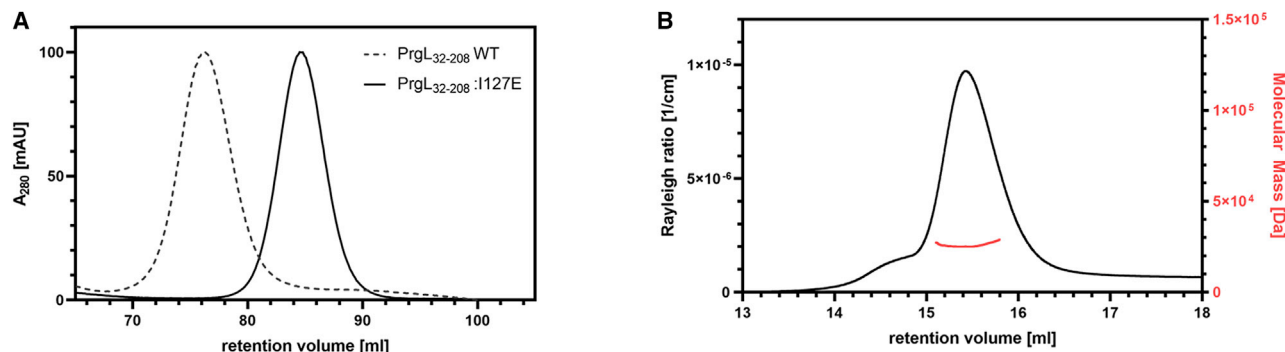 A
100
50
0
A₂₈₀ [mAU]
PrgL₃₂₋₂₀₈ WT
PrgL₃₂₋₂₀₈ :I127E
70
80
90
100
retention volume [ml]
B
1×10⁻⁵
5×10⁻⁶
0
Rayleigh ratio [1/cm]
1.5×10⁵
1×10⁵
5×10⁴
0
Molecular Mass [Da]
13
14
15
16
17
18
retention volume [ml]